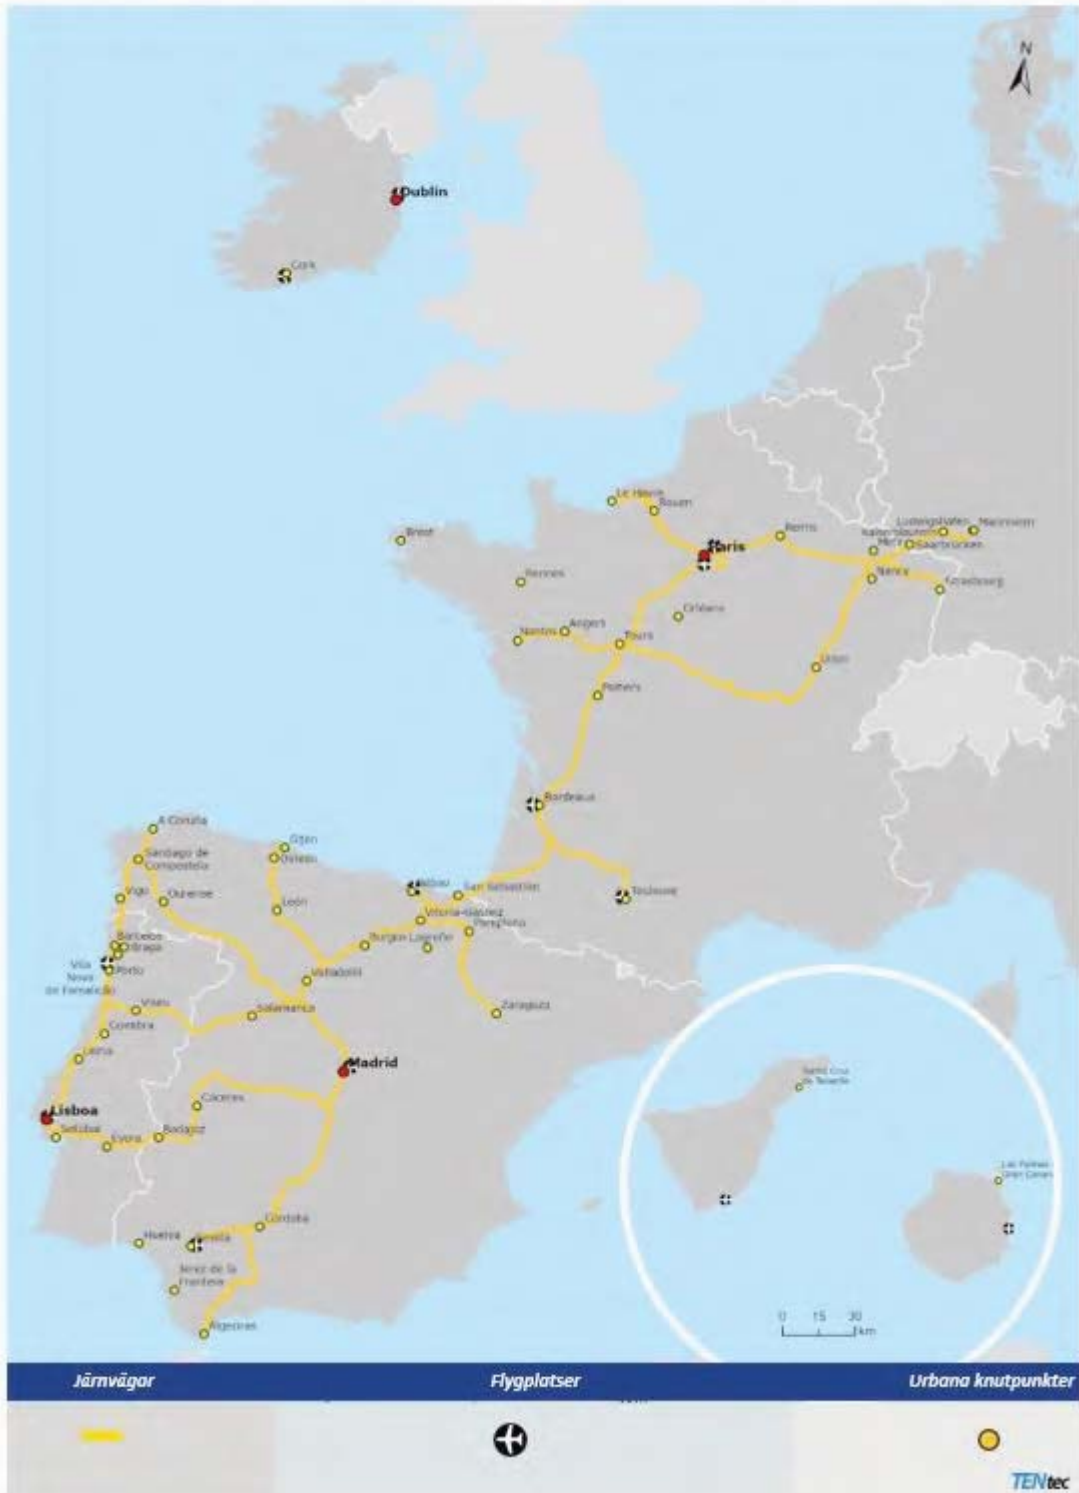 N
Dublin
Cork
Le Havre
Rouen
Reims
Ludwigshafen
Mannheim
Kaiserslautern
Metz
Saarbrücken
Paris
Brest
Rennes
Nancy
Strasbourg
Orléans
Nantes
Angers
Tours
Dijon
Poitiers
Bordeaux
A Coruña
Gijón
Santiago de
Compostela
Oviedo
Bilbao
San Sebastián
Toulouse
Vigo
Ourense
León
Vitoria-Gasteiz
Pamplona
Barcelos
Braga
Burgos
Logroño
Vila
Nova
de Famalicão
Porto
Valladolid
Viseu
Salamanca
Zaragoza
Coimbra
Leiria
Madrid
Santa Cruz
de Tenerife
Cáceres
Lisboa
Setúbal
Évora
Badajoz
Las Palmas
Gran Canari
Córdoba
Huelva
Sevilla
Jerez de la
Frontera
Algeciras
0 15 30
km
Järnvägar
Flygplatser
Urbana knutpunkter
TENtec